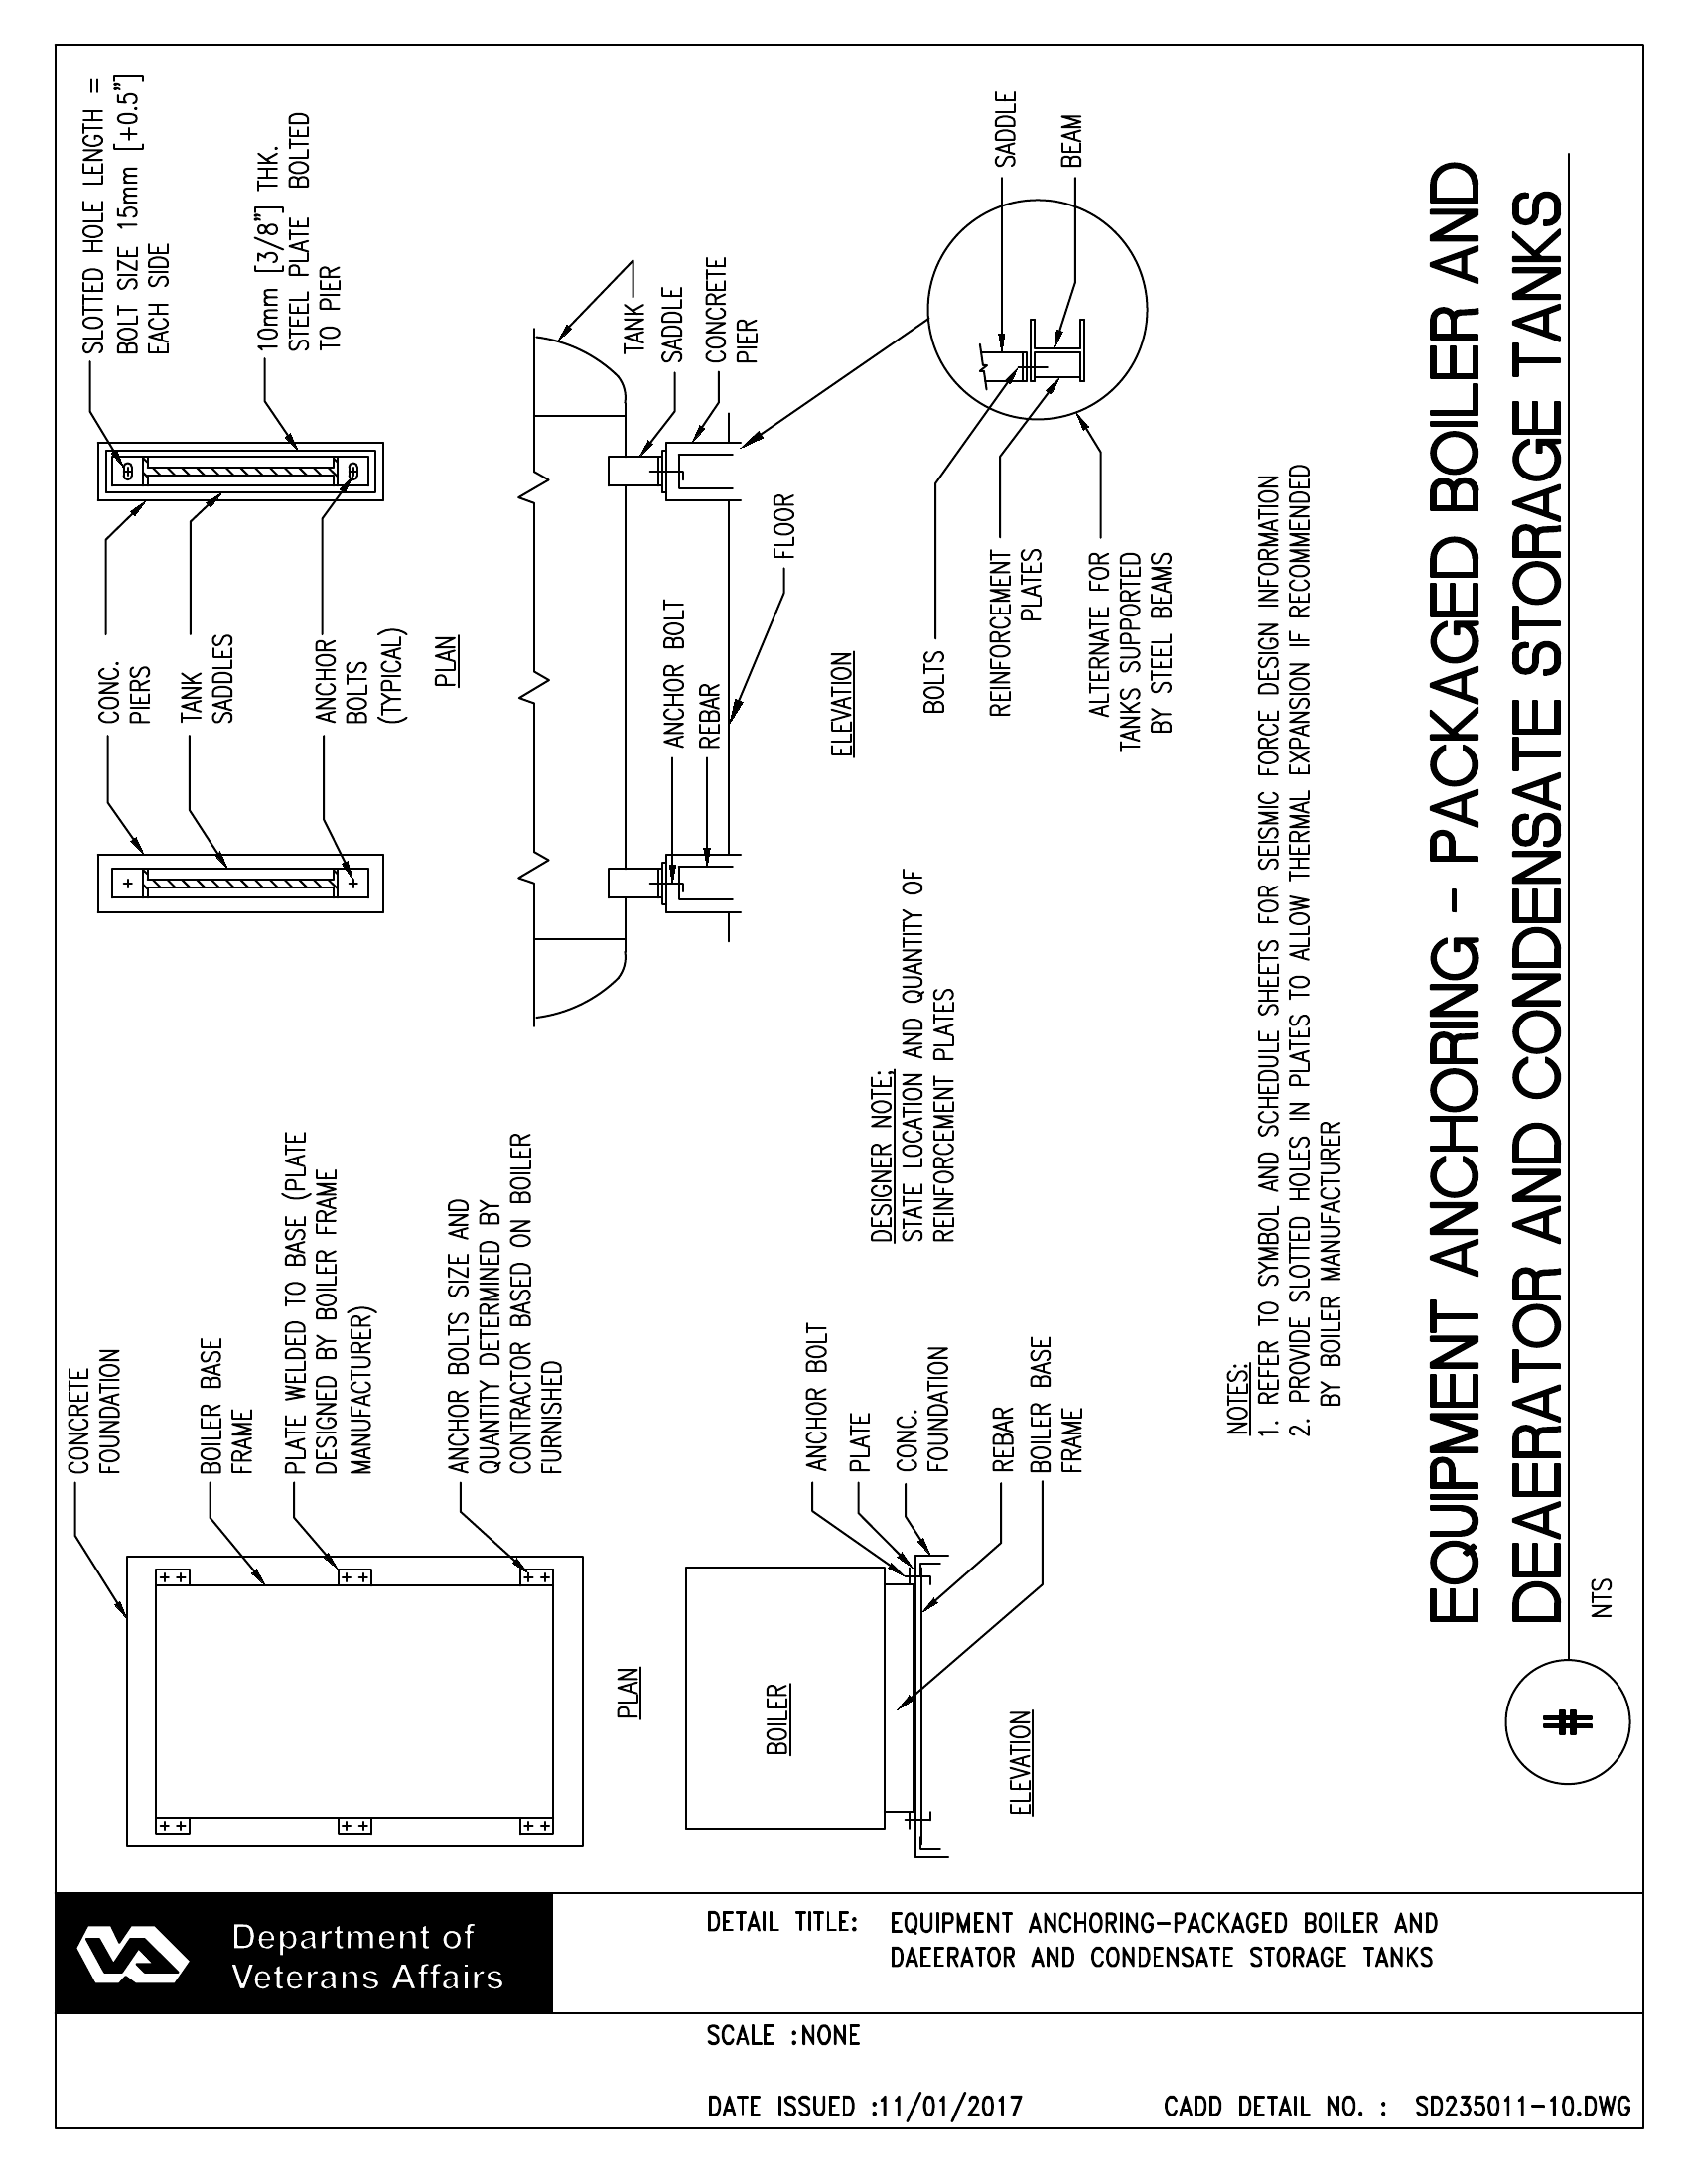 CONCRETE
FOUNDATION
BOILER BASE
FRAME
PLATE WELDED TO BASE (PLATE
DESIGNED BY BOILER FRAME
MANUFACTURER)
ANCHOR BOLTS SIZE AND
QUANTITY DETERMINED BY
CONTRACTOR BASED ON BOILER
FURNISHED
PLAN
BOILER
ANCHOR BOLT
PLATE
CONC.
FOUNDATION
REBAR
BOILER BASE
FRAME
ELEVATION
CONC.
PIERS
TANK
SADDLES
ANCHOR
BOLTS
(TYPICAL)
PLAN
SLOTTED HOLE LENGTH =
BOLT SIZE 15mm [+0.5"]
EACH SIDE
10mm [3/8"] THK.
STEEL PLATE BOLTED
TO PIER
TANK
SADDLE
CONCRETE
PIER
ANCHOR BOLT
REBAR
FLOOR
ELEVATION
DESIGNER NOTE:
STATE LOCATION AND QUANTITY OF
REINFORCEMENT PLATES
SADDLE
BEAM
BOLTS
REINFORCEMENT
PLATES
ALTERNATE FOR
TANKS SUPPORTED
BY STEEL BEAMS
NOTES:
1. REFER TO SYMBOL AND SCHEDULE SHEETS FOR SEISMIC FORCE DESIGN INFORMATION
2. PROVIDE SLOTTED HOLES IN PLATES TO ALLOW THERMAL EXPANSION IF RECOMMENDED
BY BOILER MANUFACTURER
EQUIPMENT ANCHORING - PACKAGED BOILER AND
DEAERATOR AND CONDENSATE STORAGE TANKS
#
NTS
VA
Department of
Veterans Affairs
DETAIL TITLE: EQUIPMENT ANCHORING-PACKAGED BOILER AND
DAEERATOR AND CONDENSATE STORAGE TANKS
SCALE :NONE
DATE ISSUED :11/01/2017
CADD DETAIL NO. : SD235011-10.DWG